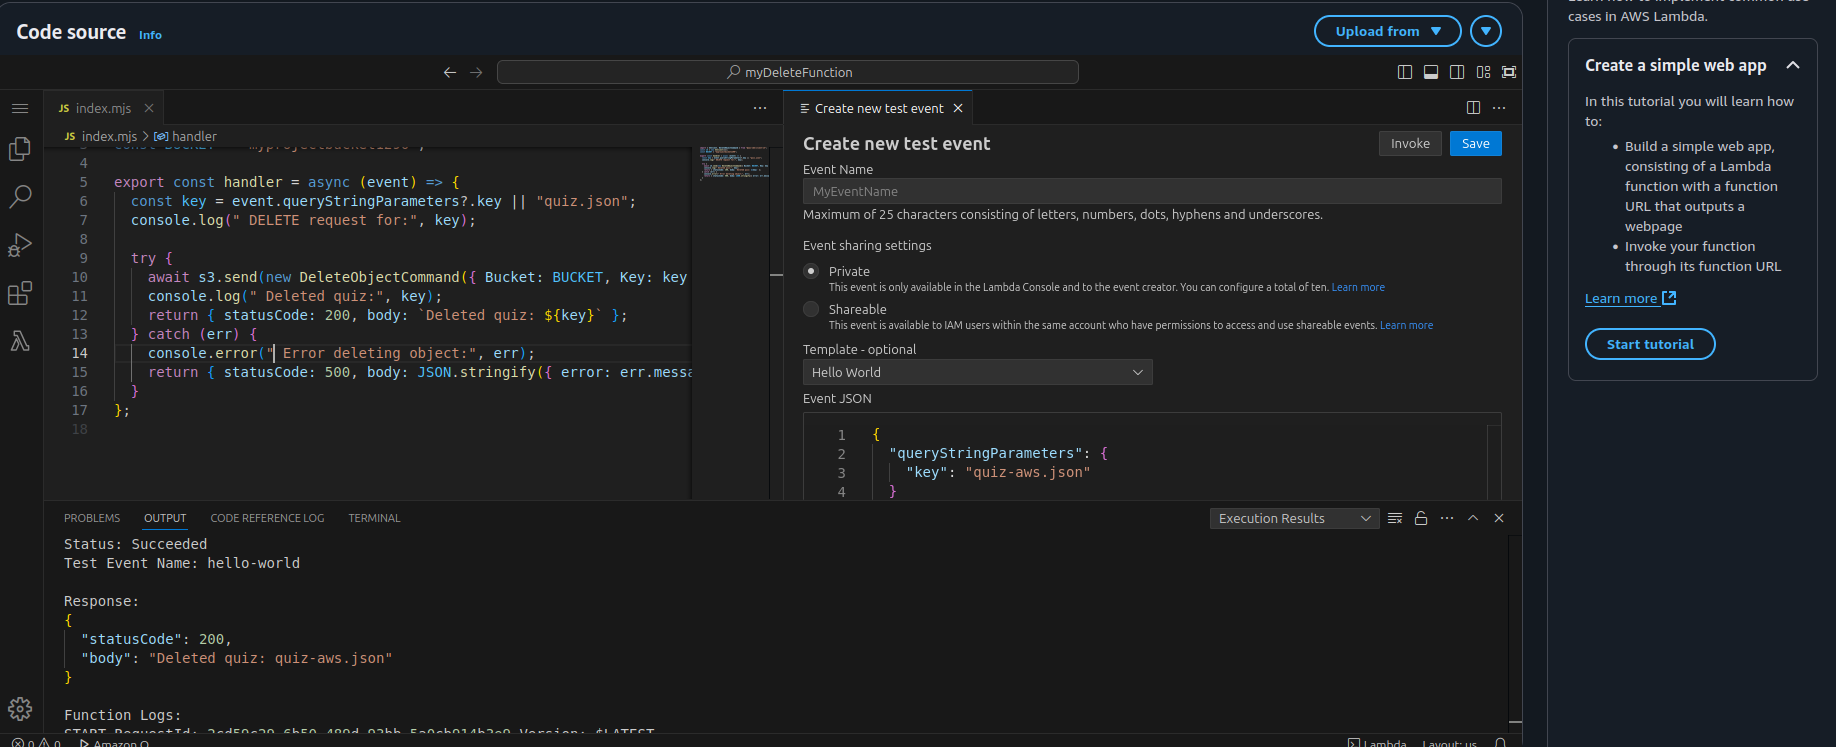 Code source Info
Upload from
myDeleteFunction
JS index.mjs
JS index.mjs > handler
4
5 export const handler = async (event) => {
6 const key = event.queryStringParameters?.key || "quiz.json";
7 console.log(" DELETE request for:", key);
8
9 try {
10 await s3.send(new DeleteObjectCommand({ Bucket: BUCKET, Key: key
11 console.log(" Deleted quiz:", key);
12 return { statusCode: 200, body: `Deleted quiz: ${key}` };
13 } catch (err) {
14 console.error(" Error deleting object:", err);
15 return { statusCode: 500, body: JSON.stringify({ error: err.messa
16 }
17 };
18
Create new test event
Create new test event
Invoke
Save
Event Name
MyEventName
Maximum of 25 characters consisting of letters, numbers, dots, hyphens and underscores.
Event sharing settings
Private
This event is only available in the Lambda Console and to the event creator. You can configure a total of ten. Learn more
Shareable
This event is available to IAM users within the same account who have permissions to access and use shareable events. Learn more
Template - optional
Hello World
Event JSON
1 {
2 "queryStringParameters": {
3 "key": "quiz-aws.json"
4 }
PROBLEMS OUTPUT CODE REFERENCE LOG TERMINAL
Execution Results
Status: Succeeded
Test Event Name: hello-world
Response:
{
"statusCode": 200,
"body": "Deleted quiz: quiz-aws.json"
}
Function Logs:
0 0 Amazon Q
Lambda Layout: us
cases in AWS Lambda.
Create a simple web app
In this tutorial you will learn how
to:
• Build a simple web app,
consisting of a Lambda
function with a function
URL that outputs a
webpage
• Invoke your function
through its function URL
Learn more
Start tutorial